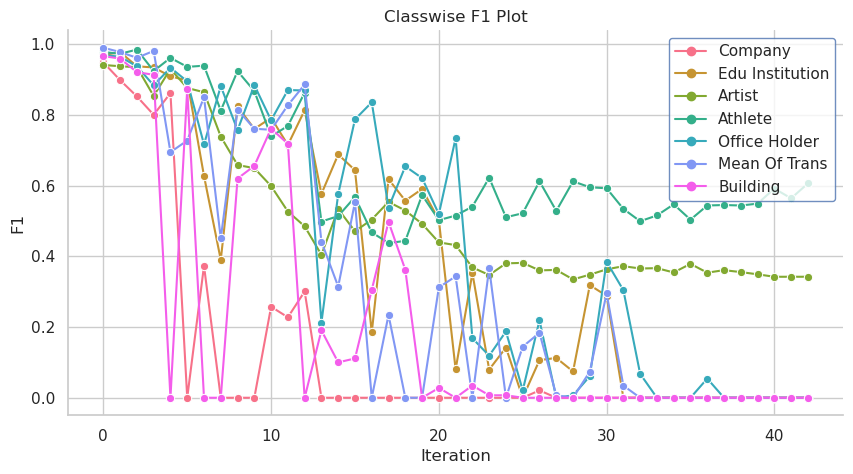 Classwise F1 Plot
1.0
0.8
0.6
0.4
0.2
0.0
F1
0
10
20
30
40
Iteration
Company
Edu Institution
Artist
Athlete
Office Holder
Mean Of Trans
Building